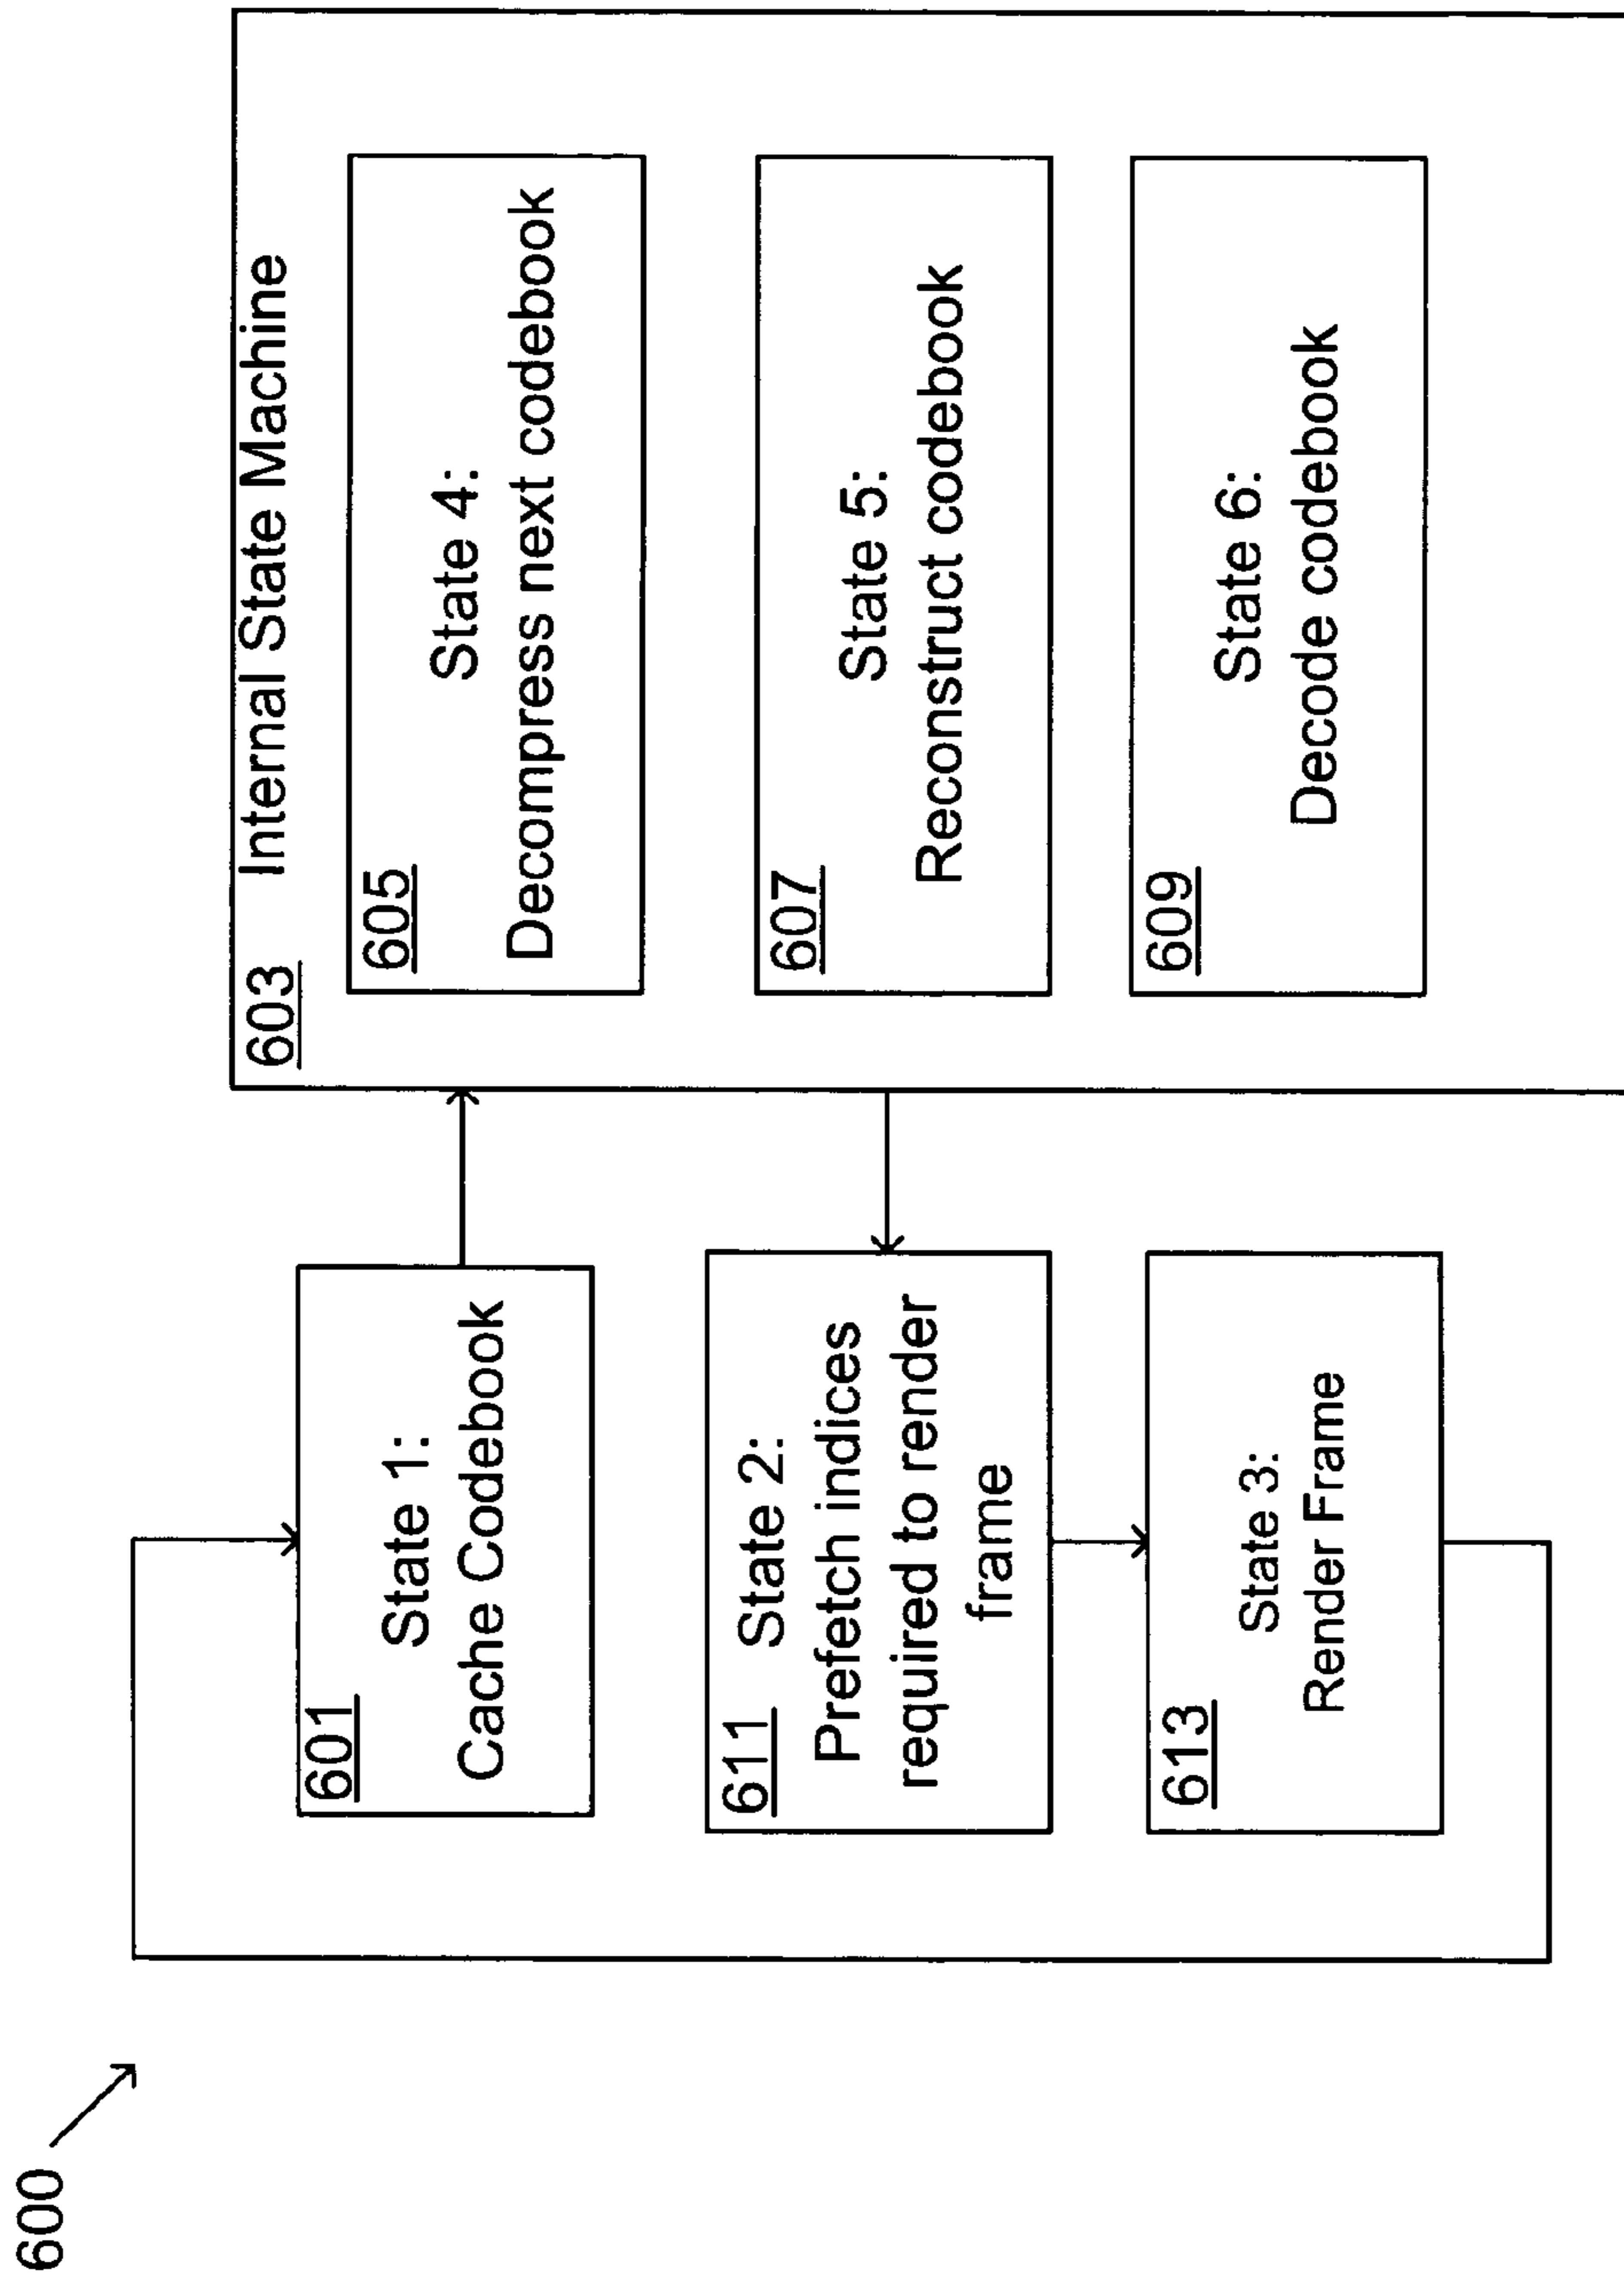 600
601
State 1:
Cache Codebook
603 Internal State Machine
605
State 4:
Decompress next codebook
607
State 5:
Reconstruct codebook
609
State 6:
Decode codebook
611 State 2:
Prefetch indices
required to render
frame
613
State 3:
Render Frame